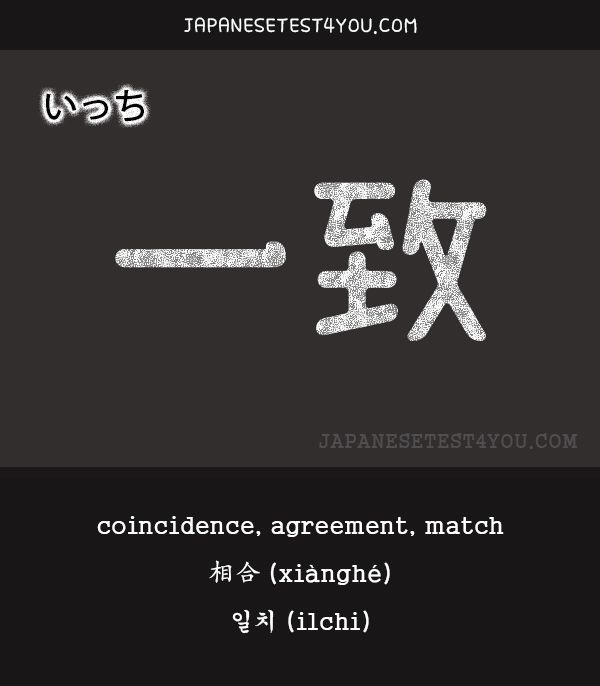 JAPANESETEST4YOU.COM
いっち
一致
JAPANESETEST4YOU.COM
coincidence, agreement, match
相合 (xiànghé)
일치 (ilchi)